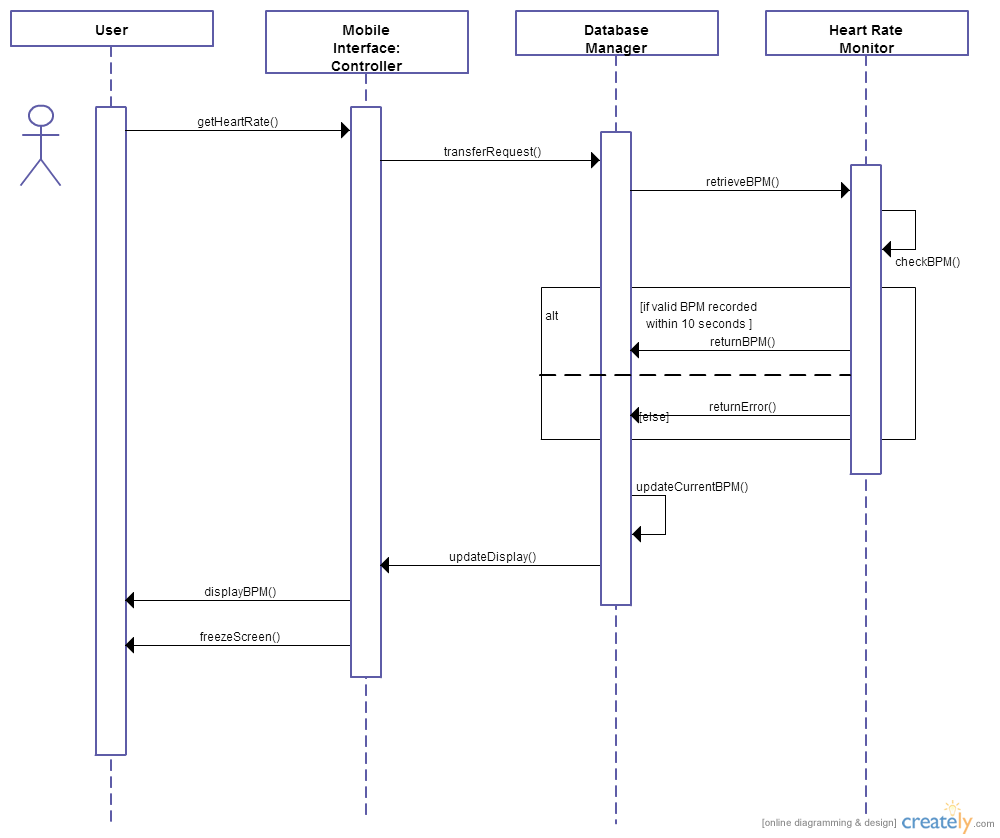 User
Mobile
Interface:
Controller
Database
Manager
Heart Rate
Monitor
getHeartRate()
transferRequest()
retrieveBPM()
checkBPM()
alt
[if valid BPM recorded
within 10 seconds ]
returnBPM()
returnError()
[else]
updateCurrentBPM()
updateDisplay()
displayBPM()
freezeScreen()
[online diagramming & design] creately.com